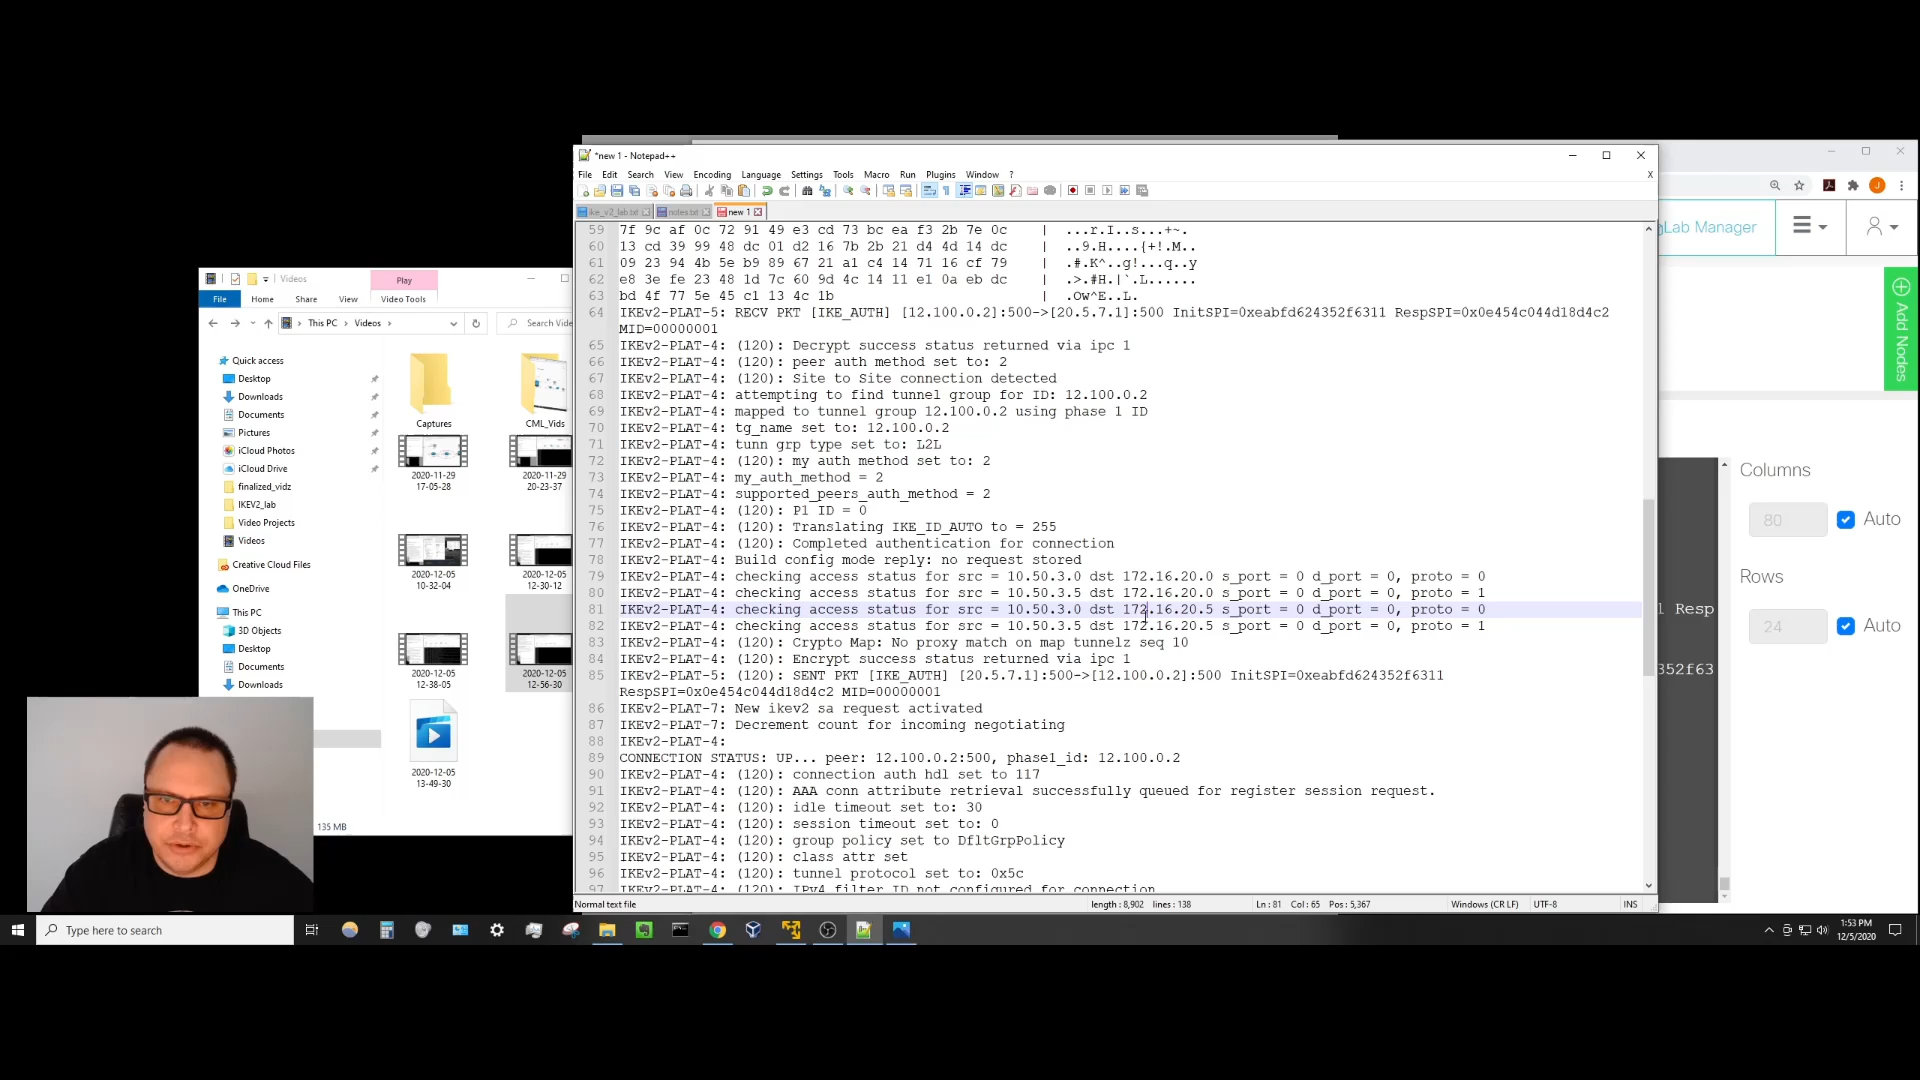 *new 1 - Notepad++
File Edit Search View Encoding Language Settings Tools Macro Run Plugins Window ?
X
ike_v2_lab.txt notes.txt new 1
59 7f 9c af 0c 72 91 49 e3 cd 73 bc ea f3 2b 7e 0c | ...r.I..s...+~.
60 13 cd 39 99 48 dc 01 d2 16 7b 2b 21 d4 4d 14 dc | ..9.H....{+!.M..
61 09 23 94 4b 5e b9 89 67 21 a1 c4 14 71 16 cf 79 | .#.K^..g!...q..y
62 e8 3e fe 23 48 1d 7c 60 9d 4c 14 11 e1 0a eb dc | .>.#H.|`.L......
63 bd 4f 77 5e 45 c1 13 4c 1b | .Ow^E..L.
64 IKEv2-PLAT-5: RECV PKT [IKE_AUTH] [12.100.0.2]:500->[20.5.7.1]:500 InitSPI=0xeabfd624352f6311 RespSPI=0x0e454c044d18d4c2
MID=00000001
65 IKEv2-PLAT-4: (120): Decrypt success status returned via ipc 1
66 IKEv2-PLAT-4: (120): peer auth method set to: 2
67 IKEv2-PLAT-4: (120): Site to Site connection detected
68 IKEv2-PLAT-4: attempting to find tunnel group for ID: 12.100.0.2
69 IKEv2-PLAT-4: mapped to tunnel group 12.100.0.2 using phase 1 ID
70 IKEv2-PLAT-4: tg_name set to: 12.100.0.2
71 IKEv2-PLAT-4: tunn grp type set to: L2L
72 IKEv2-PLAT-4: (120): my auth method set to: 2
73 IKEv2-PLAT-4: my_auth_method = 2
74 IKEv2-PLAT-4: supported_peers_auth_method = 2
75 IKEv2-PLAT-4: (120): P1 ID = 0
76 IKEv2-PLAT-4: (120): Translating IKE_ID_AUTO to = 255
77 IKEv2-PLAT-4: (120): Completed authentication for connection
78 IKEv2-PLAT-4: Build config mode reply: no request stored
79 IKEv2-PLAT-4: checking access status for src = 10.50.3.0 dst 172.16.20.0 s_port = 0 d_port = 0, proto = 0
80 IKEv2-PLAT-4: checking access status for src = 10.50.3.5 dst 172.16.20.0 s_port = 0 d_port = 0, proto = 1
81 IKEv2-PLAT-4: checking access status for src = 10.50.3.0 dst 172.16.20.5 s_port = 0 d_port = 0, proto = 0
82 IKEv2-PLAT-4: checking access status for src = 10.50.3.5 dst 172.16.20.5 s_port = 0 d_port = 0, proto = 1
83 IKEv2-PLAT-4: (120): Crypto Map: No proxy match on map tunnelz seq 10
84 IKEv2-PLAT-4: (120): Encrypt success status returned via ipc 1
85 IKEv2-PLAT-5: (120): SENT PKT [IKE_AUTH] [20.5.7.1]:500->[12.100.0.2]:500 InitSPI=0xeabfd624352f6311
RespSPI=0x0e454c044d18d4c2 MID=00000001
86 IKEv2-PLAT-7: New ikev2 sa request activated
87 IKEv2-PLAT-7: Decrement count for incoming negotiating
88 IKEv2-PLAT-4:
89 CONNECTION STATUS: UP... peer: 12.100.0.2:500, phase1_id: 12.100.0.2
90 IKEv2-PLAT-4: (120): connection auth hdl set to 117
91 IKEv2-PLAT-4: (120): AAA conn attribute retrieval successfully queued for register session request.
92 IKEv2-PLAT-4: (120): idle timeout set to: 30
93 IKEv2-PLAT-4: (120): session timeout set to: 0
94 IKEv2-PLAT-4: (120): group policy set to DfltGrpPolicy
95 IKEv2-PLAT-4: (120): class attr set
96 IKEv2-PLAT-4: (120): tunnel protocol set to: 0x5c
97 IKEv2-PLAT-4: (120): IPv4 filter ID not configured for connection
Normal text file length : 8,902 lines : 138 Ln : 81 Col : 65 Pos : 5,367 Windows (CR LF) UTF-8 INS
Videos
Play
File Home Share View Video Tools
This PC > Videos >
Search Vide
Quick access
Desktop
Downloads
Documents
Pictures
iCloud Photos
iCloud Drive
finalized_vidz
IKEV2_lab
Video Projects
Videos
Creative Cloud Files
OneDrive
This PC
3D Objects
Desktop
Documents
Downloads
Captures
CML_Vids
2020-11-29
17-05-28
2020-11-29
20-23-37
2020-12-05
10-32-04
2020-12-05
12-30-12
2020-12-05
12-38-05
2020-12-05
12-56-30
2020-12-05
13-49-30
135 MB
Lab Manager
J
Add Nodes
Columns
80
Auto
Rows
24
Auto
l Resp
352f63
Type here to search
1:53 PM
12/5/2020